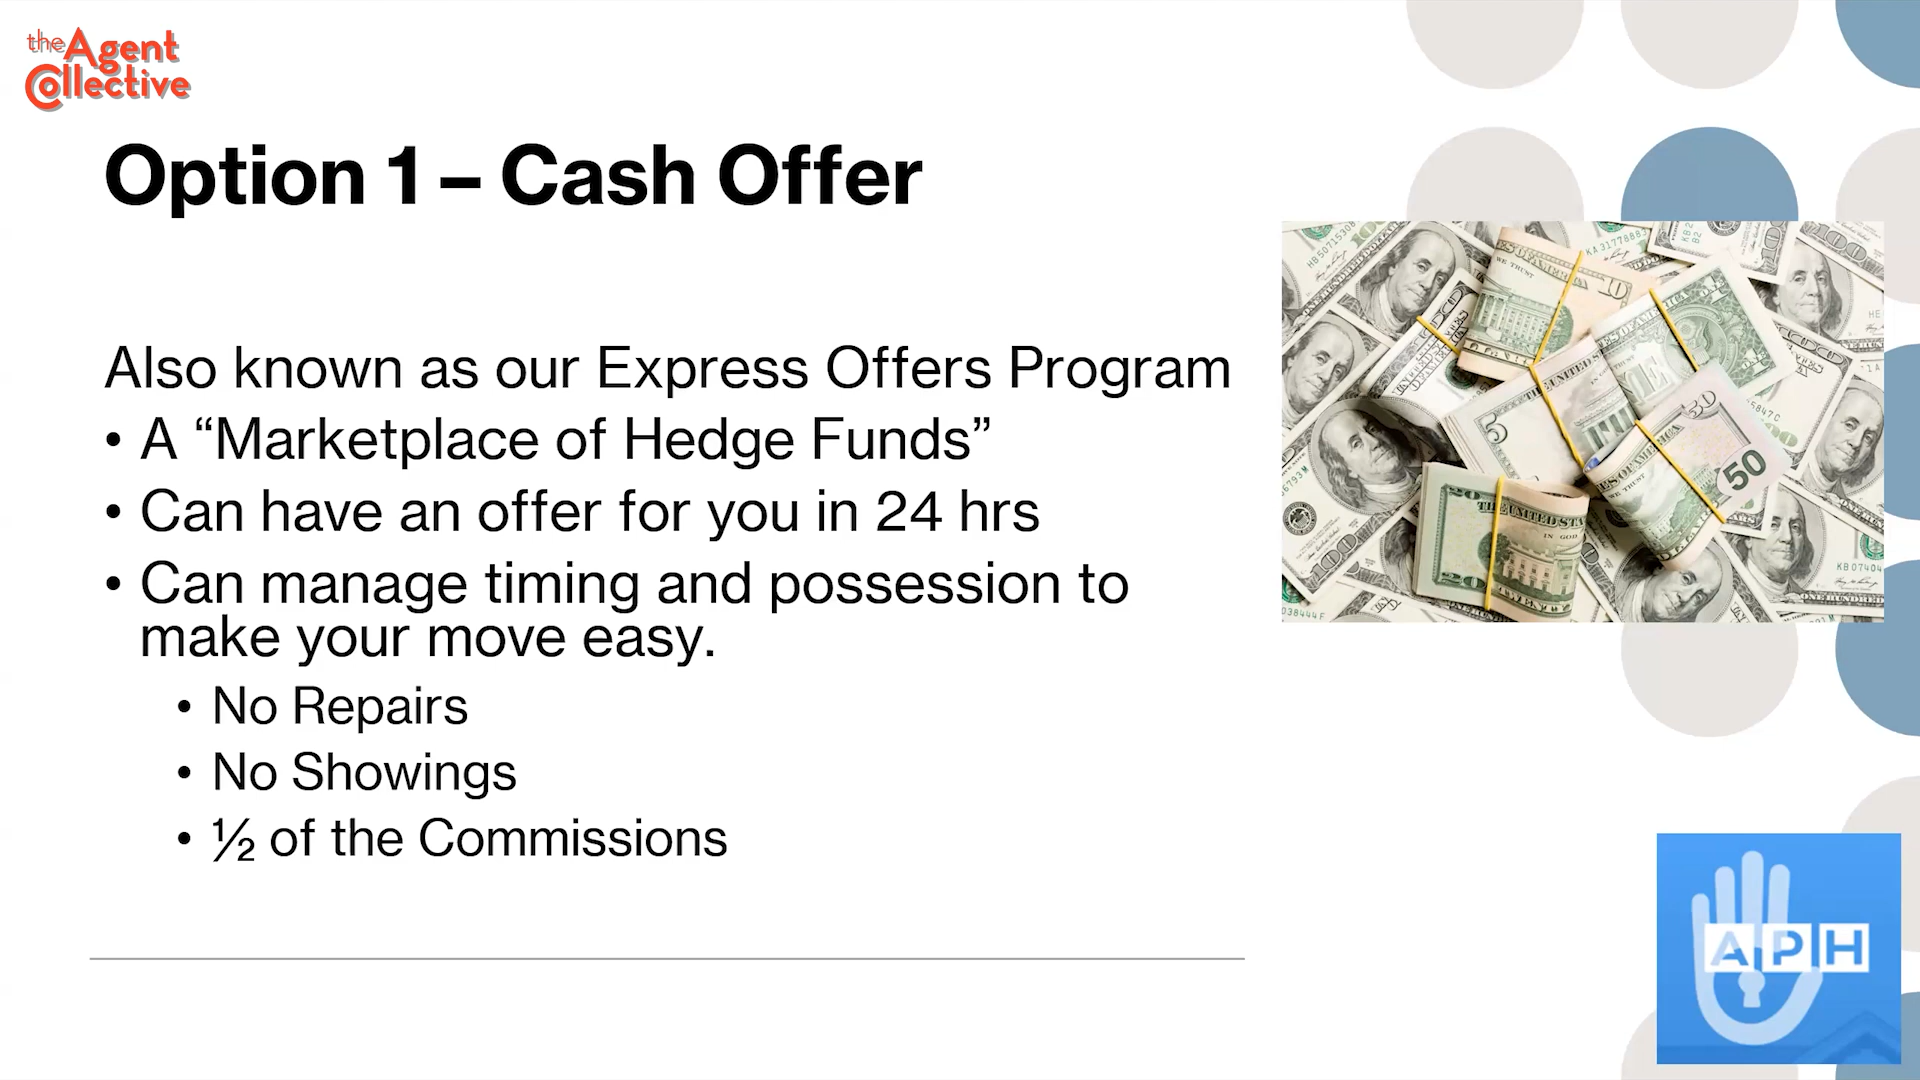 the Agent
Collective
Option 1 – Cash Offer
Also known as our Express Offers Program
• A “Marketplace of Hedge Funds”
• Can have an offer for you in 24 hrs
• Can manage timing and possession to
make your move easy.
• No Repairs
• No Showings
• ½ of the Commissions
APH